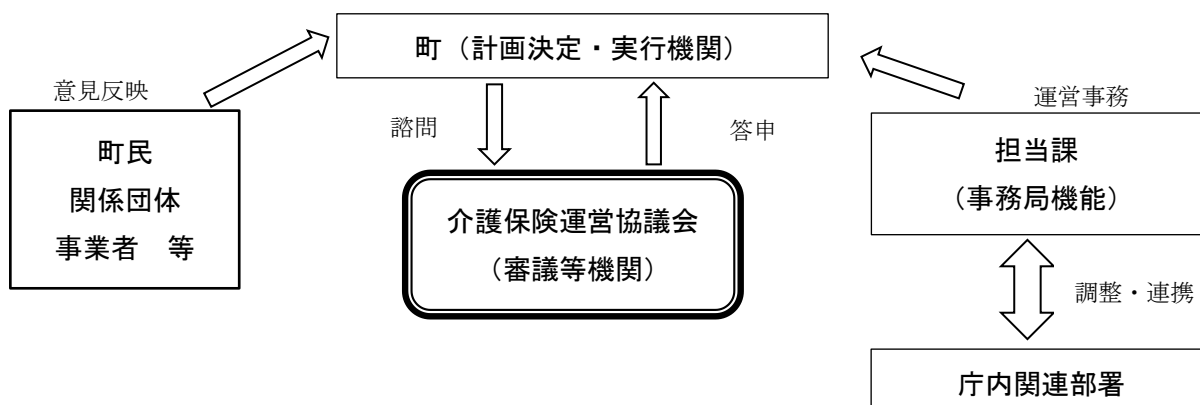 町（計画決定・実行機関）
意見反映
運営事務
諮問
答申
町民
関係団体
事業者　等
介護保険運営協議会
（審議等機関）
担当課
（事務局機能）
調整・連携
庁内関連部署